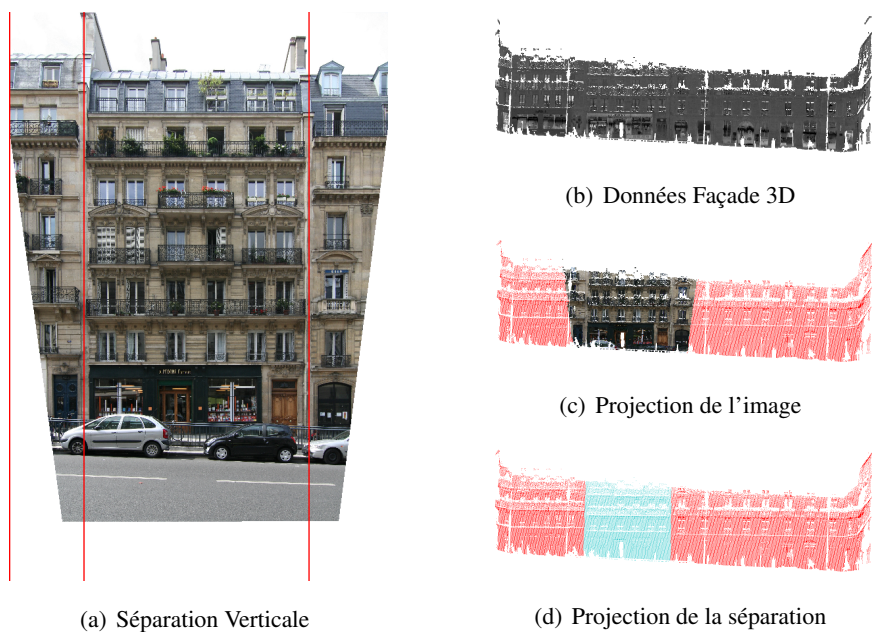 (a) Séparation Verticale
(b) Données Façade 3D
(c) Projection de l'image
(d) Projection de la séparation